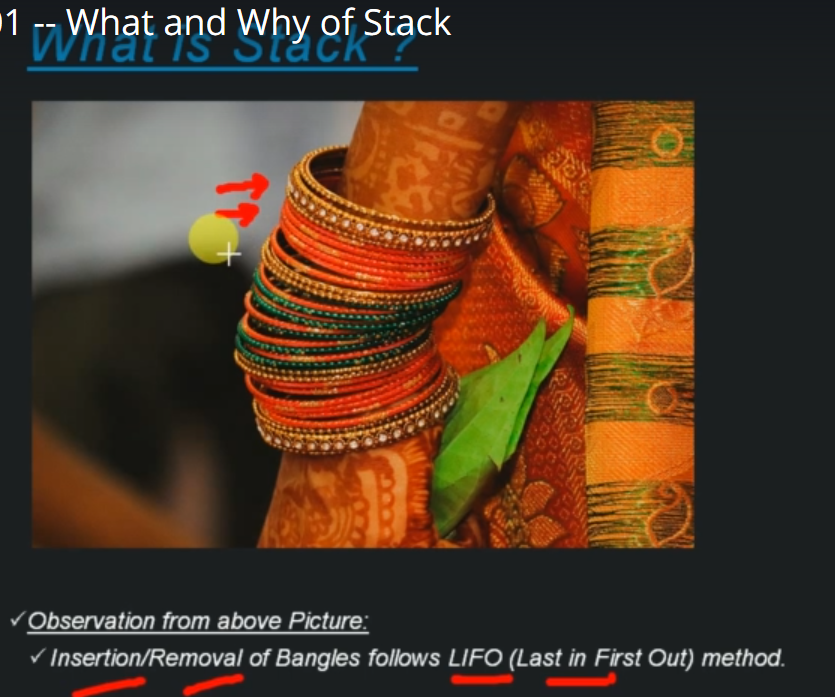 01 -- What and Why of Stack
What is Stack ?
✓Observation from above Picture:
✓ Insertion/Removal of Bangles follows LIFO (Last in First Out) method.